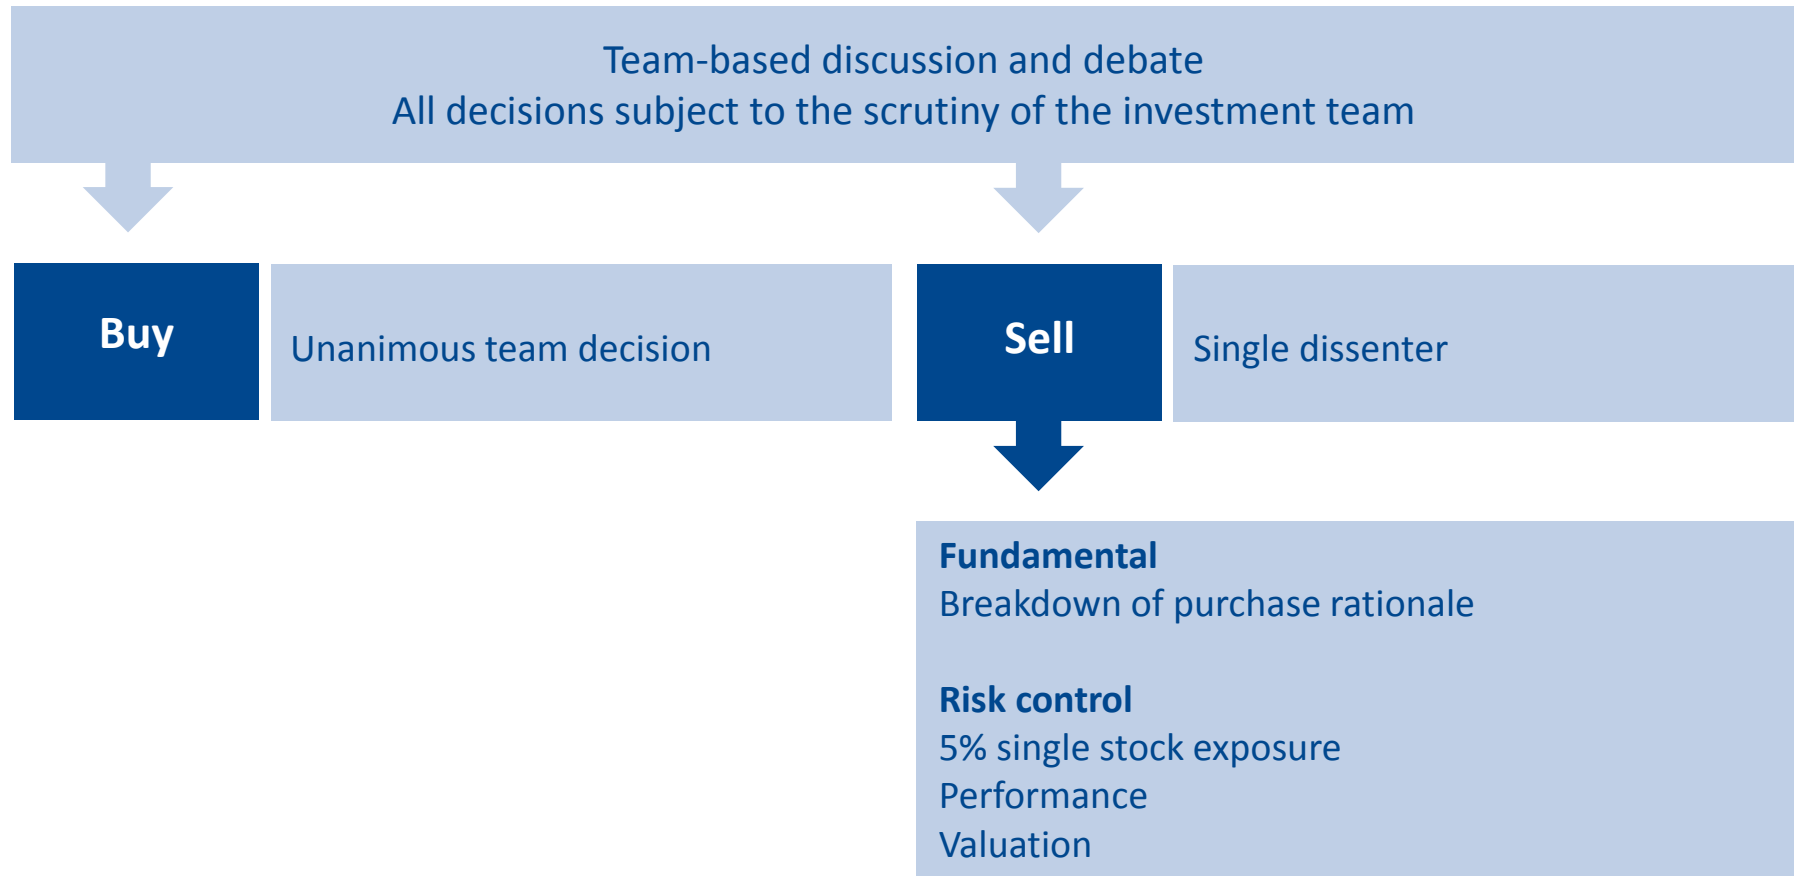 Team-based discussion and debate
All decisions subject to the scrutiny of the investment team
Buy
Unanimous team decision
Sell
Single dissenter
Fundamental
Breakdown of purchase rationale
Risk control
5% single stock exposure
Performance
Valuation